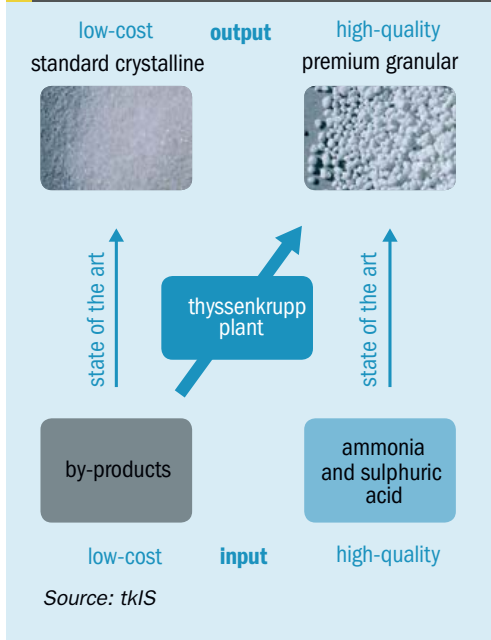 low-cost output high-quality
standard crystalline premium granular
state of the art
thyssenkrupp
plant
state of the art
by-products
ammonia
and sulphuric
acid
low-cost input high-quality
Source: tkIS